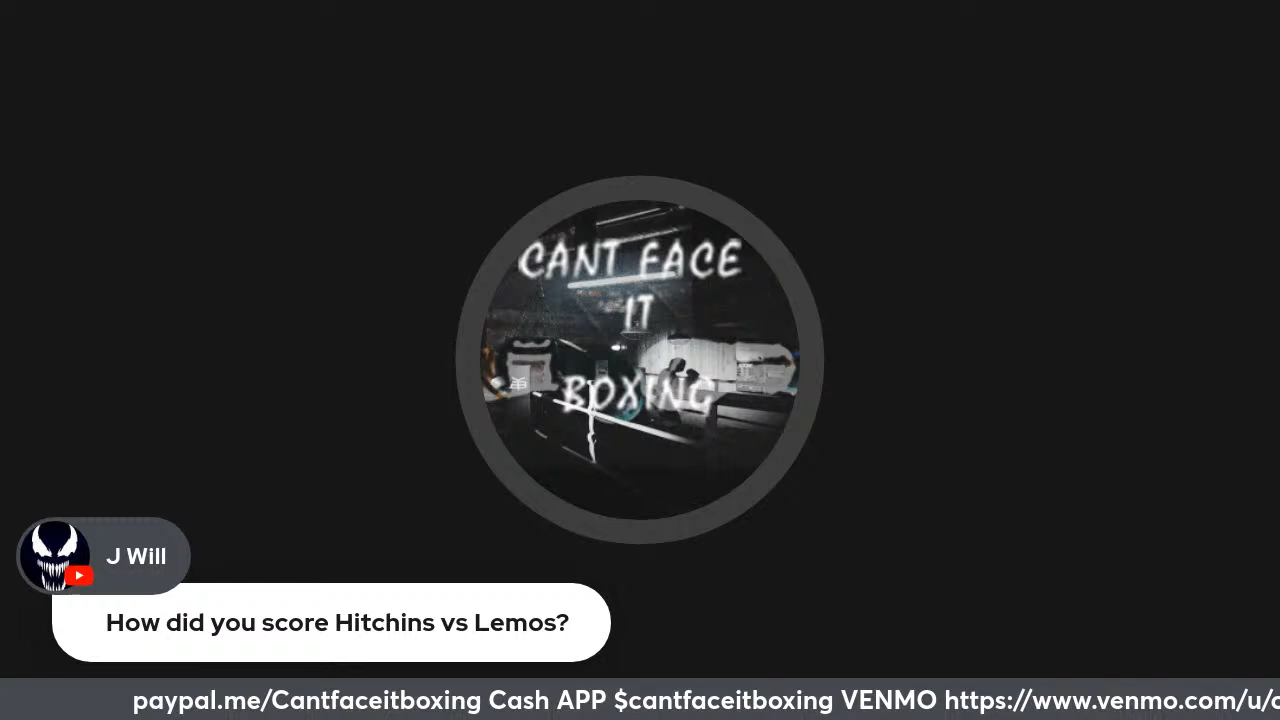 CANT FACE
IT
BOXING
J Will
How did you score Hitchins vs Lemos?
paypal.me/Cantfaceitboxing Cash APP $cantfaceitboxing VENMO https://www.venmo.com/u/c